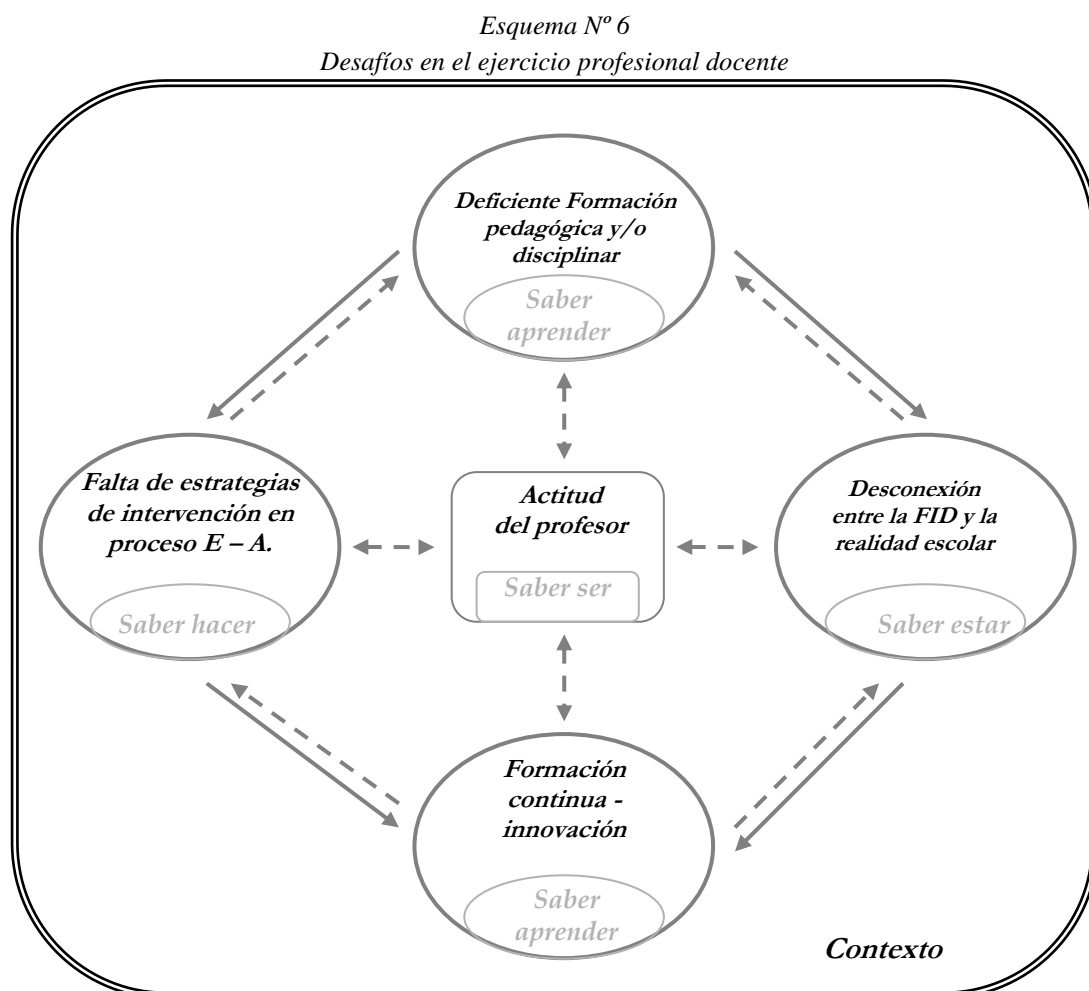 Esquema Nº 6
Desafíos en el ejercicio profesional docente
Deficiente Formación
pedagógica y/o
disciplinar
Saber
aprender
Falta de estrategias
de intervención en
proceso E – A.
Saber hacer
Actitud
del profesor
Saber ser
Desconexión
entre la FID y la
realidad escolar
Saber estar
Formación
continua -
innovación
Saber
aprender
Contexto